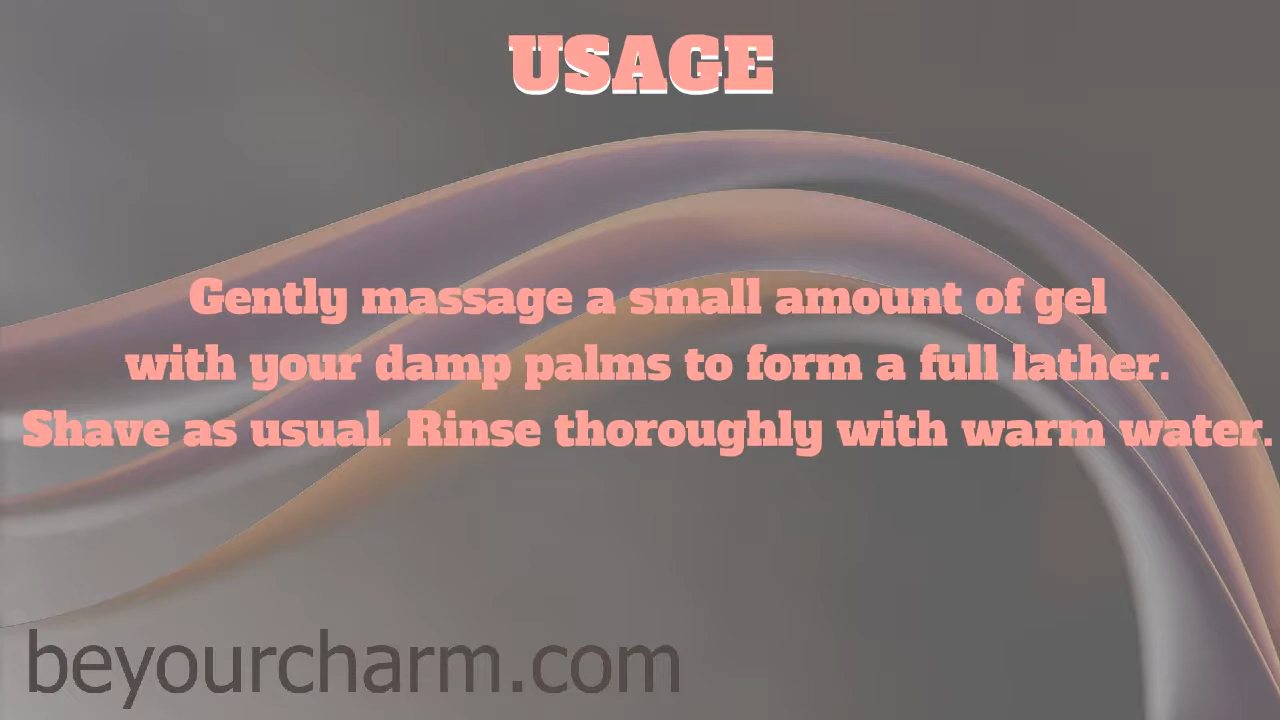 USAGE
Gently massage a small amount of gel
with your damp palms to form a full lather.
Shave as usual. Rinse thoroughly with warm water.
beyourcharm.com